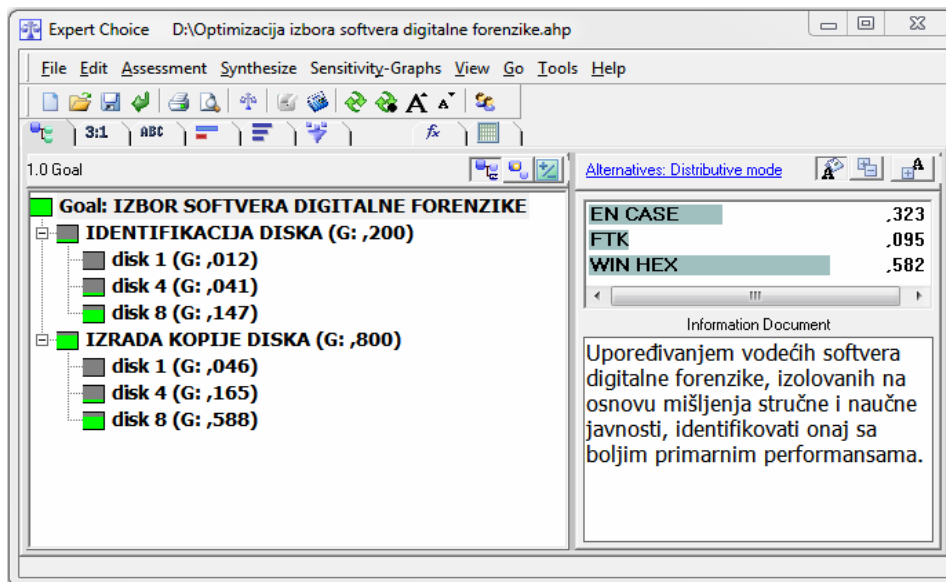 Expert Choice D:\Optimizacija izbora softvera digitalne forenzike.ahp
File Edit Assessment Synthesize Sensitivity-Graphs View Go Tools Help
A A
3:1 ABC fx
1.0 Goal
Alternatives: Distributive mode
A A
Goal: IZBOR SOFTVERA DIGITALNE FORENZIKE
IDENTIFIKACIJA DISKA (G: ,200)
disk 1 (G: ,012)
disk 4 (G: ,041)
disk 8 (G: ,147)
IZRADA KOPIJE DISKA (G: ,800)
disk 1 (G: ,046)
disk 4 (G: ,165)
disk 8 (G: ,588)
EN CASE ,323
FTK ,095
WIN HEX ,582
Information Document
Upoređivanjem vodećih softvera
digitalne forenzike, izolovanih na
osnovu mišljenja stručne i naučne
javnosti, identifikovati onaj sa
boljim primarnim performansama.